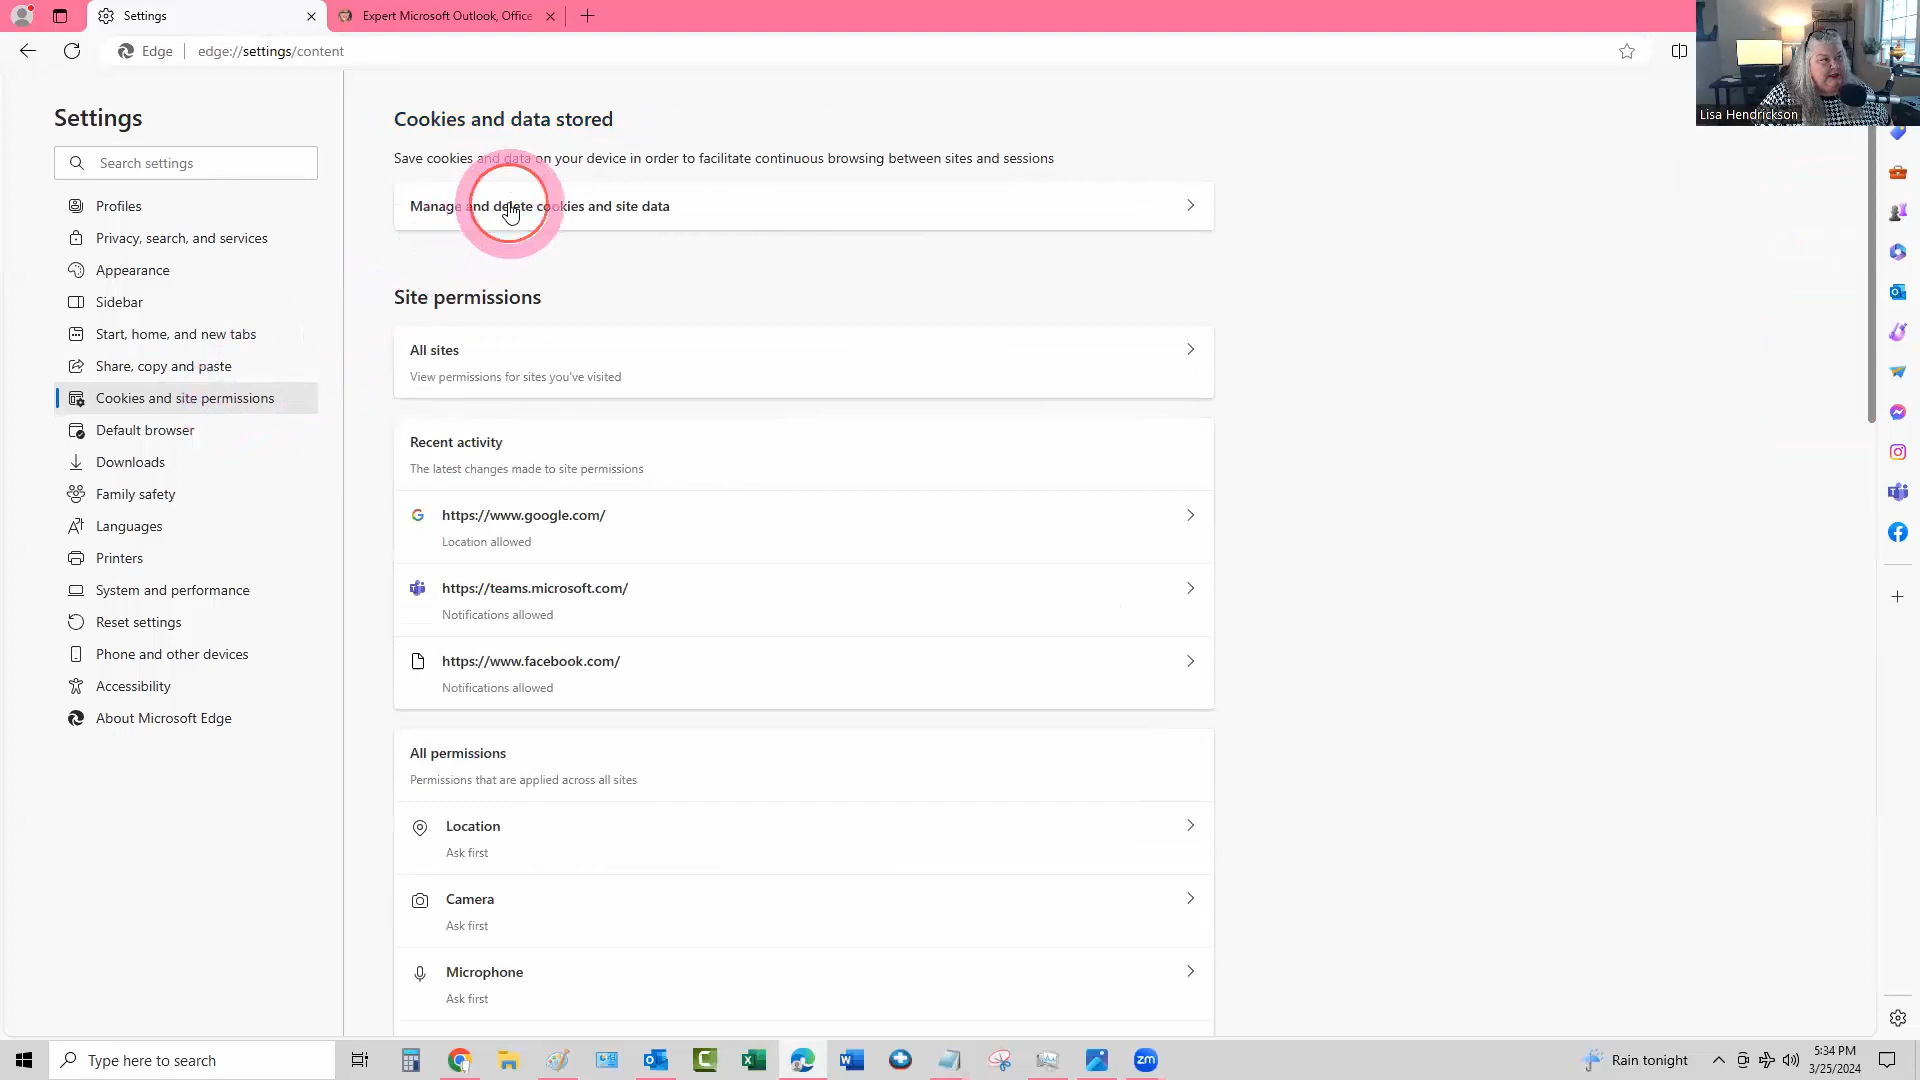 Settings
Expert Microsoft Outlook, Office
Edge
edge://settings/content
Lisa Hendrickson
Settings
Search settings
Profiles
Privacy, search, and services
Appearance
Sidebar
Start, home, and new tabs
Share, copy and paste
Cookies and site permissions
Default browser
Downloads
Family safety
Languages
Printers
System and performance
Reset settings
Phone and other devices
Accessibility
About Microsoft Edge
Cookies and data stored
Save cookies and data on your device in order to facilitate continuous browsing between sites and sessions
Manage and delete cookies and site data
Site permissions
All sites
View permissions for sites you've visited
Recent activity
The latest changes made to site permissions
https://www.google.com/
Location allowed
https://teams.microsoft.com/
Notifications allowed
https://www.facebook.com/
Notifications allowed
All permissions
Permissions that are applied across all sites
Location
Ask first
Camera
Ask first
Microphone
Ask first
Type here to search
zm
Rain tonight
5:34 PM
3/25/2024